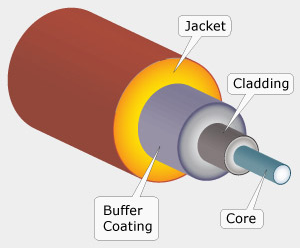 Jacket
Cladding
Buffer
Coating
Core